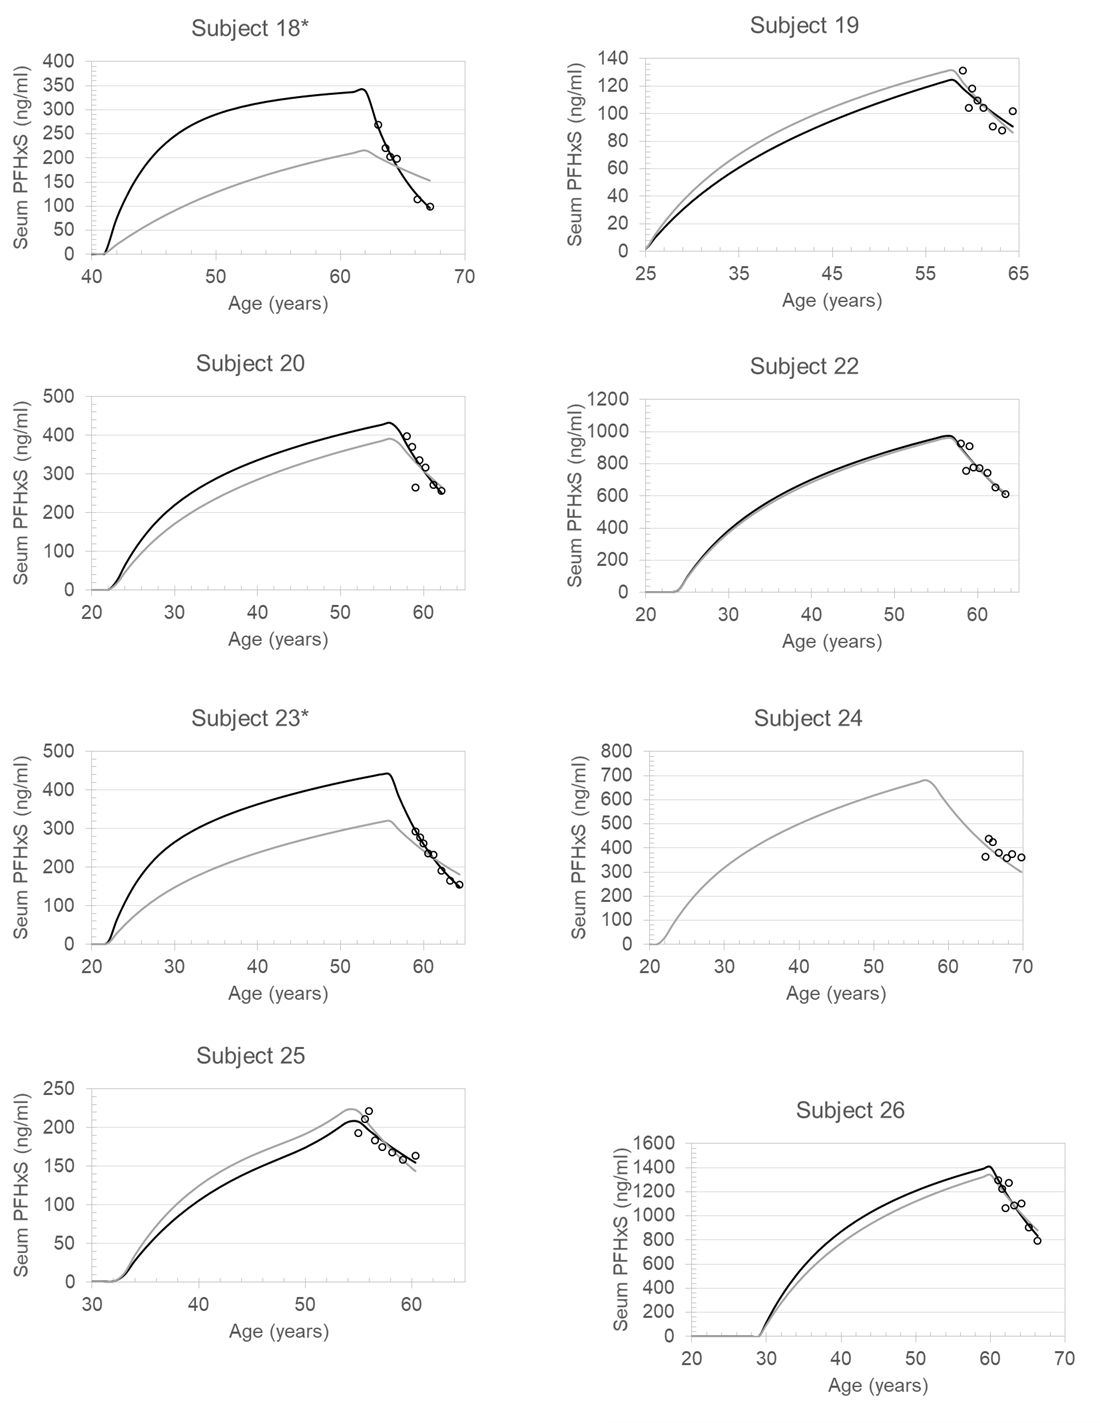 Subject 18*
Seum PFHxS (ng/ml)
400
350
300
250
200
150
100
50
0
40 50 60 70
Age (years)
Subject 19
Seum PFHxS (ng/ml)
140
120
100
80
60
40
20
0
25 35 45 55 65
Age (years)
Subject 20
Seum PFHxS (ng/ml)
500
400
300
200
100
0
20 30 40 50 60
Age (years)
Subject 22
Seum PFHxS (ng/ml)
1200
1000
800
600
400
200
0
20 30 40 50 60
Age (years)
Subject 23*
Seum PFHxS (ng/ml)
500
400
300
200
100
0
20 30 40 50 60
Age (years)
Subject 24
Seum PFHxS (ng/ml)
800
700
600
500
400
300
200
100
0
20 30 40 50 60 70
Age (years)
Subject 25
Seum PFHxS (ng/ml)
250
200
150
100
50
0
30 40 50 60
Age (years)
Subject 26
Seum PFHxS (ng/ml)
1600
1400
1200
1000
800
600
400
200
0
20 30 40 50 60 70
Age (years)